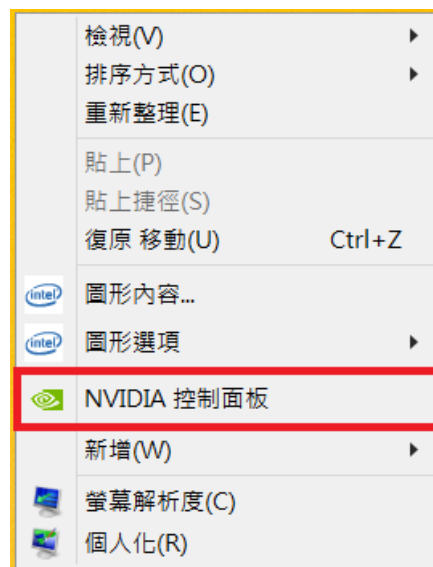 檢視(V)
排序方式(O)
重新整理(E)
貼上(P)
貼上捷徑(S)
復原 移動(U) Ctrl+Z
intel 圖形內容...
intel 圖形選項
NVIDIA 控制面板
新增(W)
螢幕解析度(C)
個人化(R)